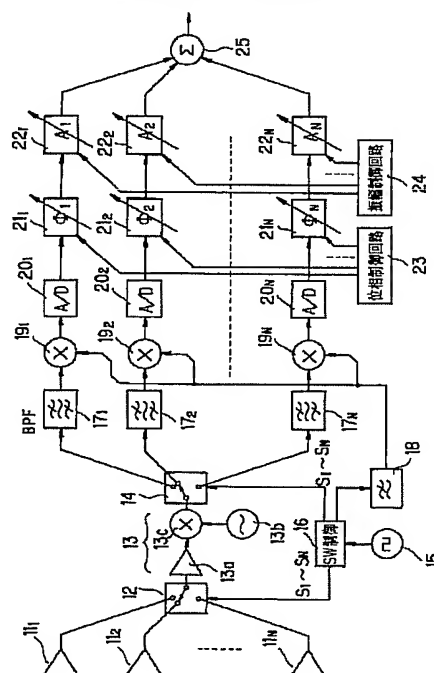 11₁
11₂
11N
12
S₁~SN
13
13a
13c
13b
14
S₁~SN
16
SW制御
15
18
BPF
17₁
17₂
17N
19₁
19₂
19N
20₁
A/D
20₂
A/D
20N
A/D
21₁
Φ₁
21₂
Φ₂
21N
ΦN
22₁
A₁
22₂
A₂
22N
AN
位相制御回路
23
振幅制御回路
24
Σ
25